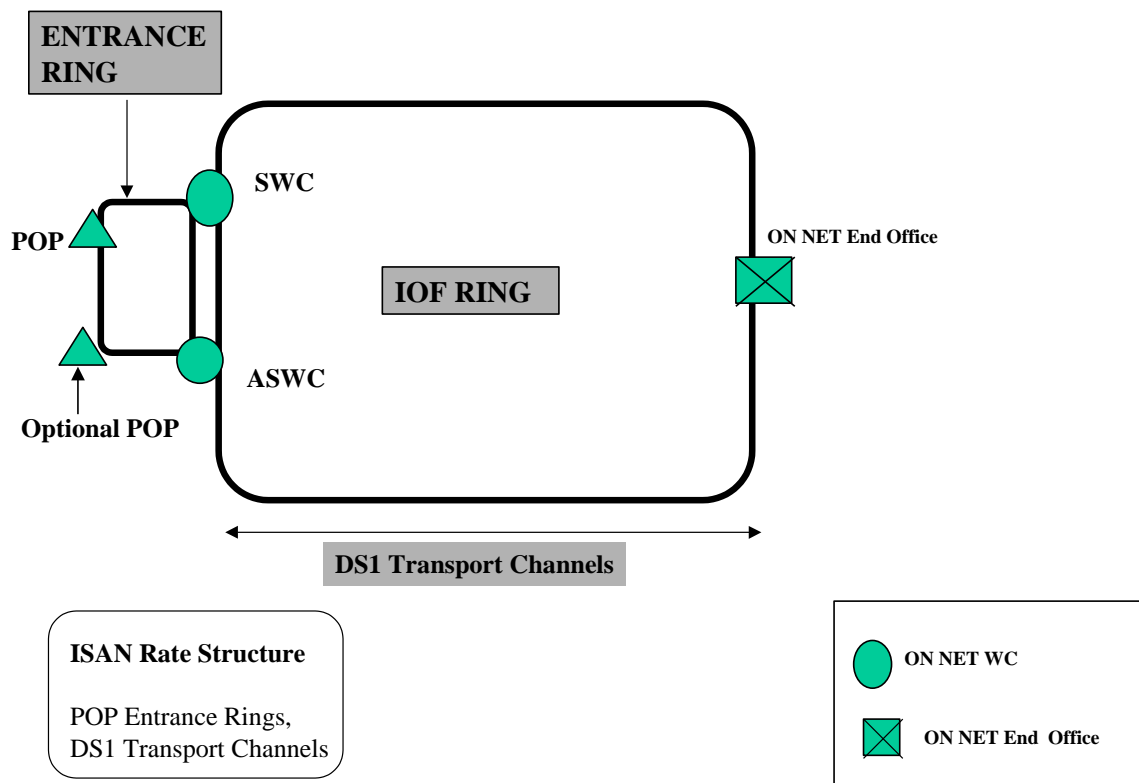 ENTRANCE
RING
SWC
POP
ON NET End Office
IOF RING
ASWC
Optional POP
DS1 Transport Channels
ISAN Rate Structure
POP Entrance Rings,
DS1 Transport Channels
ON NET WC
ON NET End Office